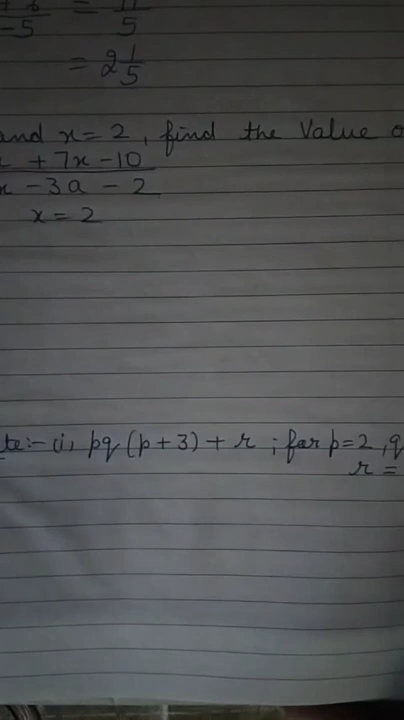 -5 = 11/5
= 2 1/5
and x = 2, find the value
+ 7x - 10
- 3a - 2
x = 2
te:- (i) pq (p + 3) + r ; for p = 2, q
r =